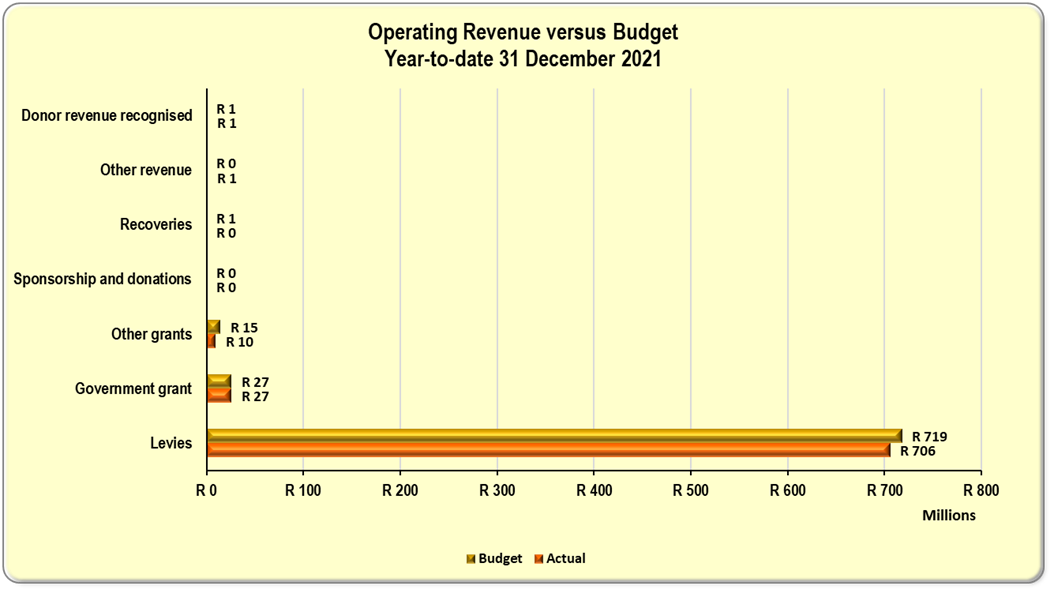 Operating Revenue versus Budget
Year-to-date 31 December 2021
Donor revenue recognised
R 1
R 1
Other revenue
R 0
R 1
Recoveries
R 1
R 0
Sponsorship and donations
R 0
R 0
Other grants
R 15
R 10
Government grant
R 27
R 27
Levies
R 719
R 706
R 0 R 100 R 200 R 300 R 400 R 500 R 600 R 700 R 800
Millions
Budget Actual